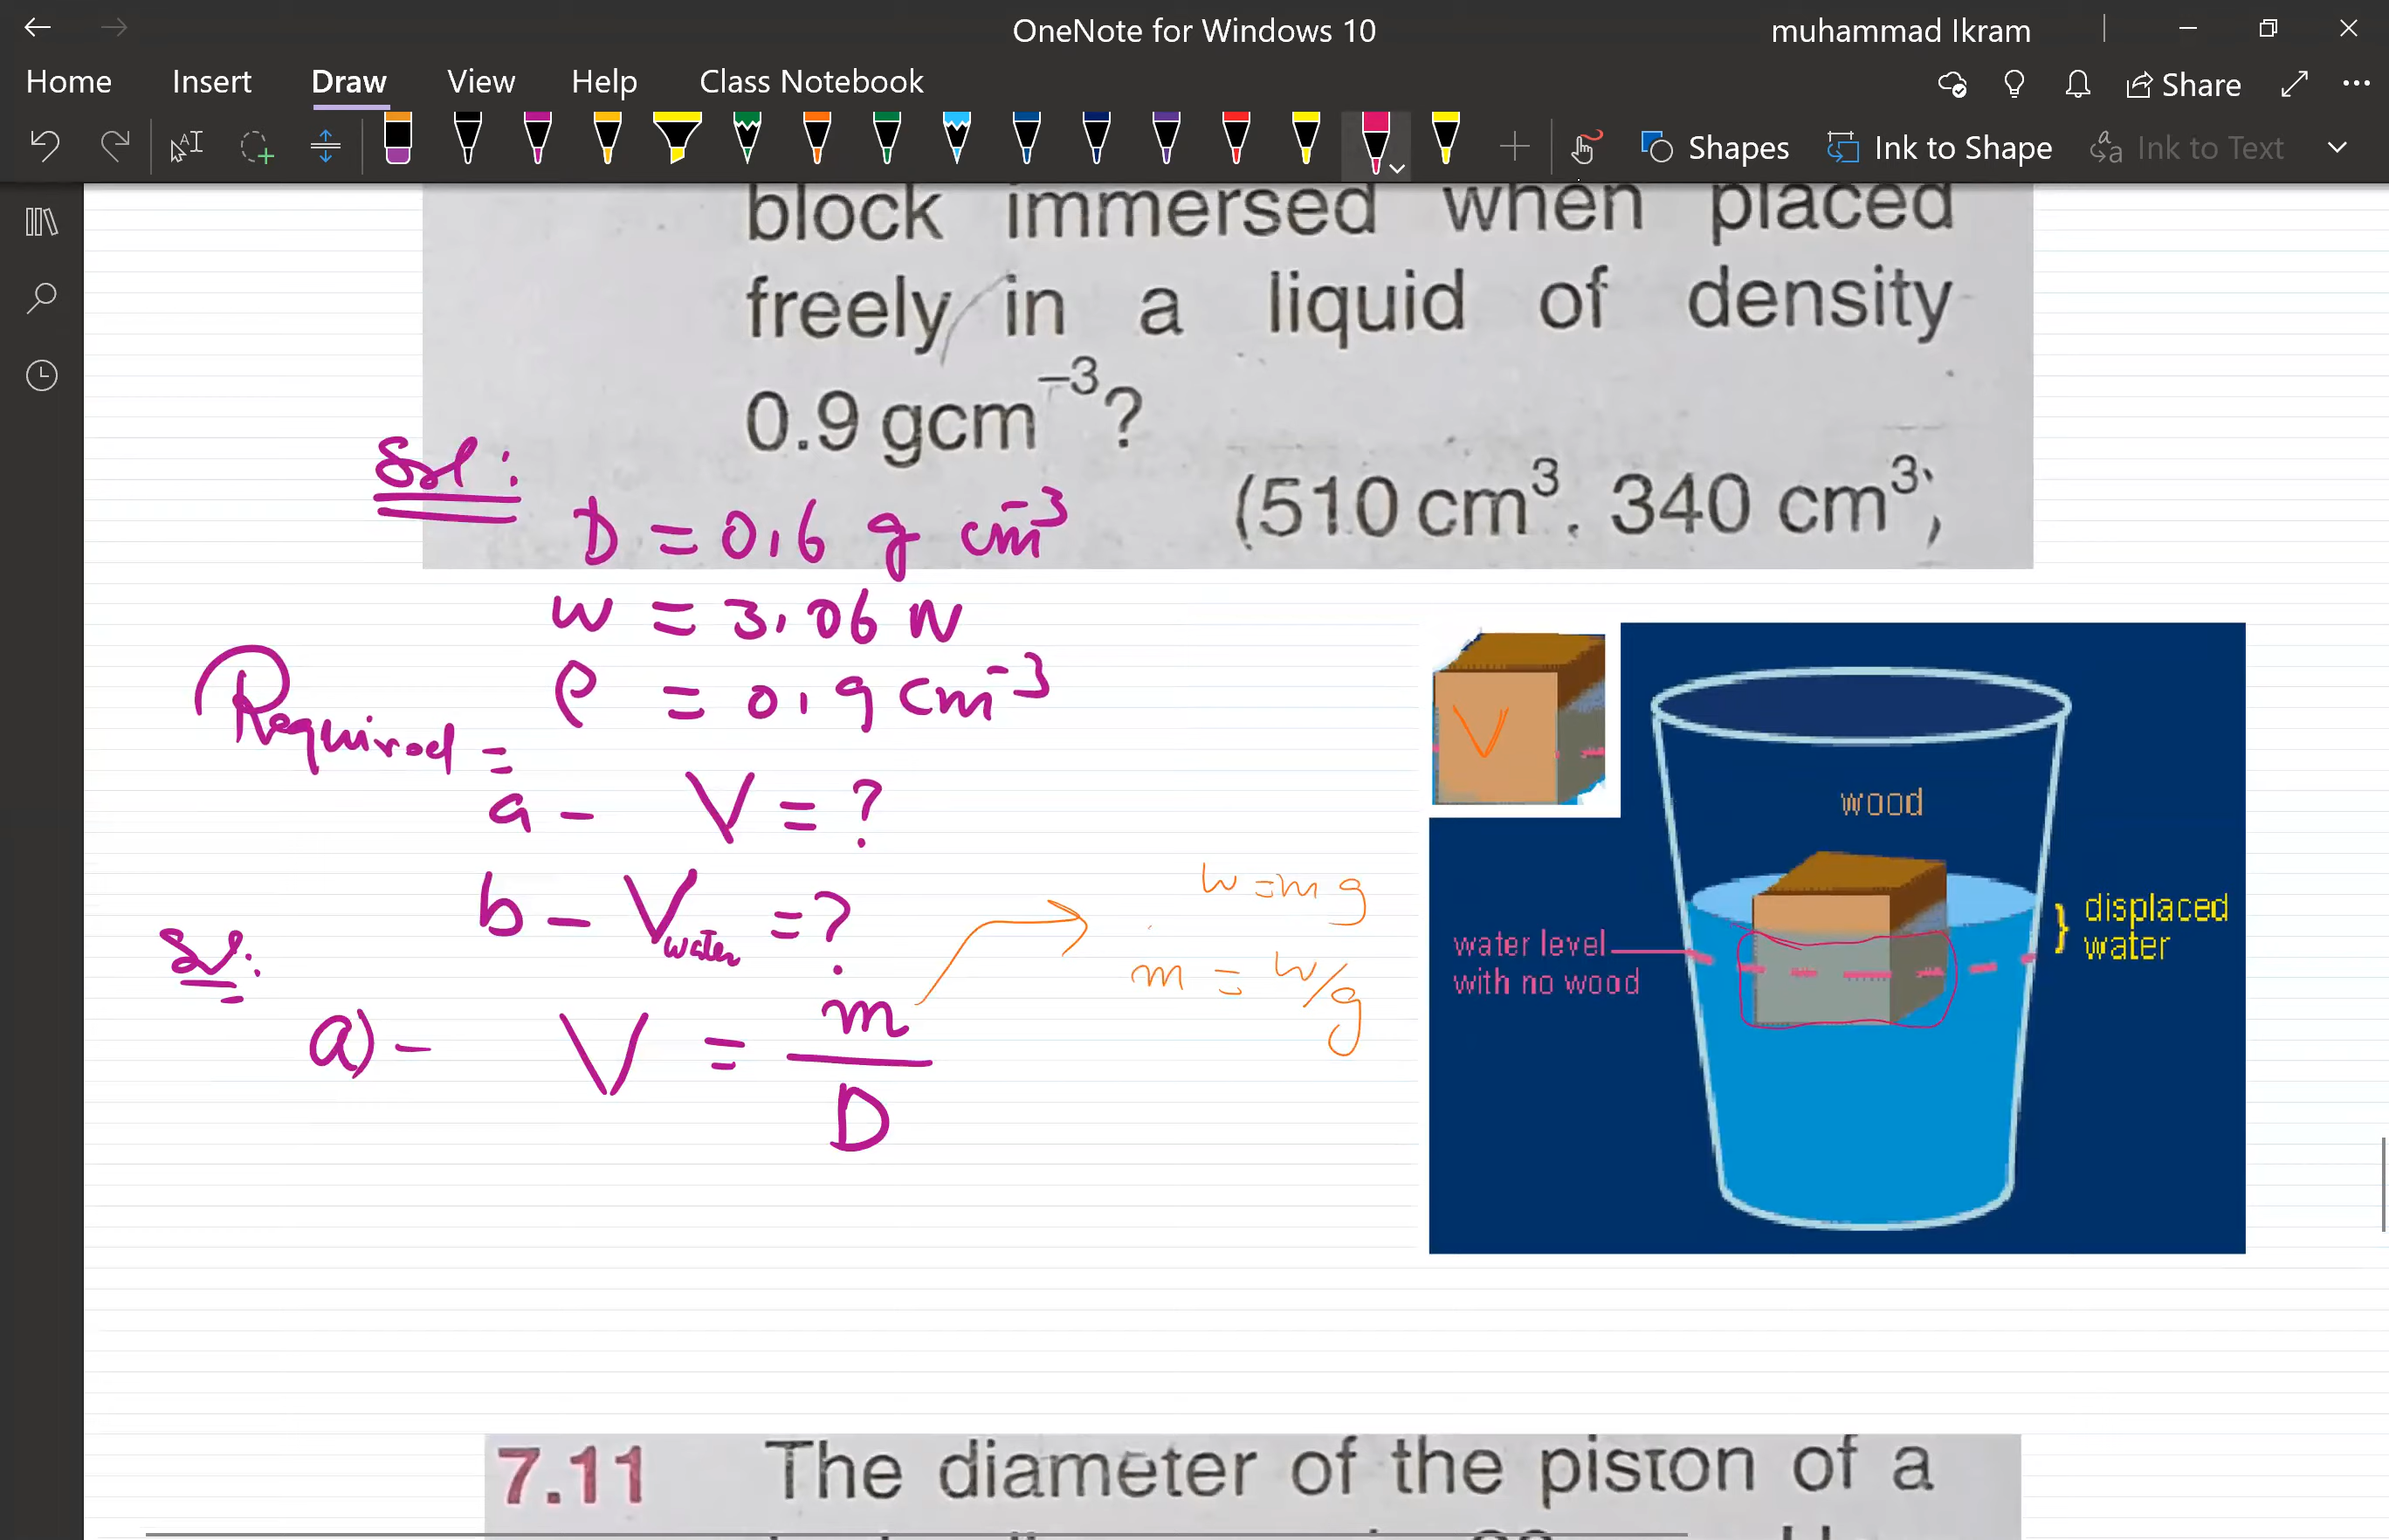 OneNote for Windows 10
muhammad Ikram
Home Insert Draw View Help Class Notebook
Share
Shapes Ink to Shape Ink to Text
block immersed when placed
freely in a liquid of density
0.9 gcm⁻³?
(510 cm³. 340 cm³)
Sol:
D = 0.6 g cm⁻³
w = 3.06 N
ρ = 0.9 cm⁻³
Required =
a - V = ?
b - V water = ?
Sol:
a) - V = m/D
w = mg
m = w/g
V
wood
displaced
water
water level
with no wood
7.11 The diameter of the piston of a